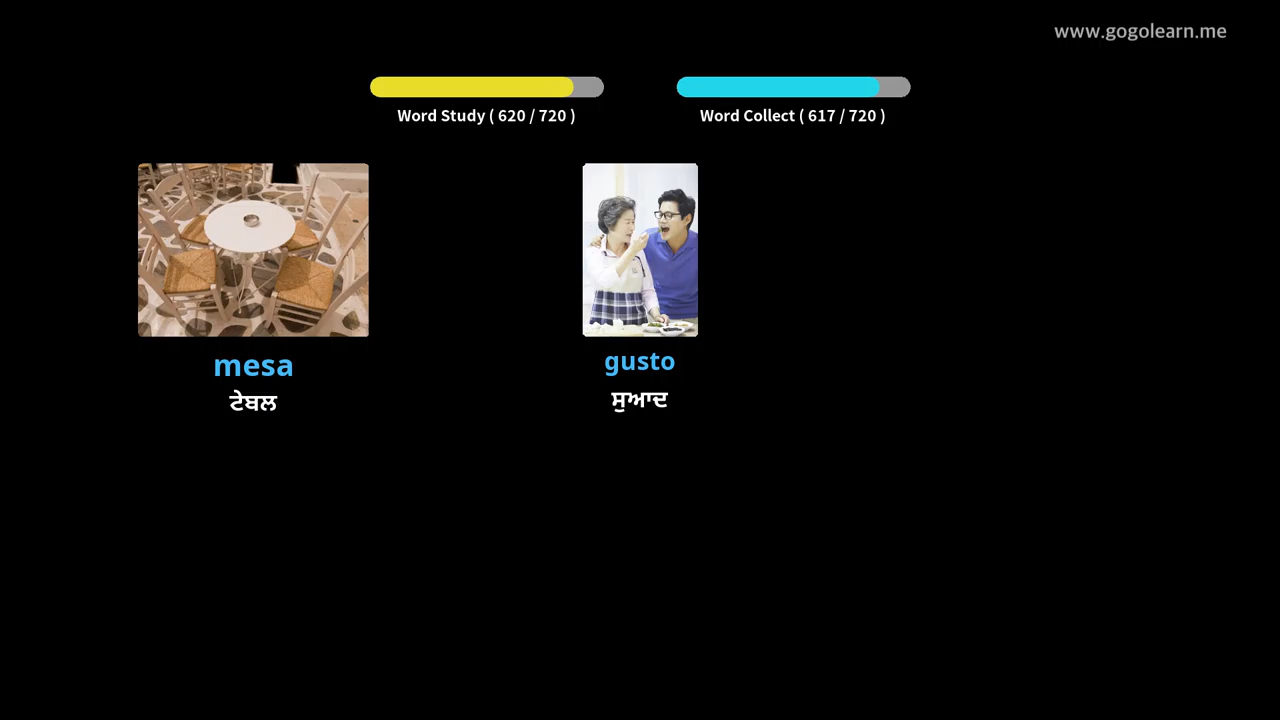 www.gogolearn.me
Word Study ( 620 / 720 )
Word Collect ( 617 / 720 )
mesa
ਟੇਬਲ
gusto
ਸੁਆਦ